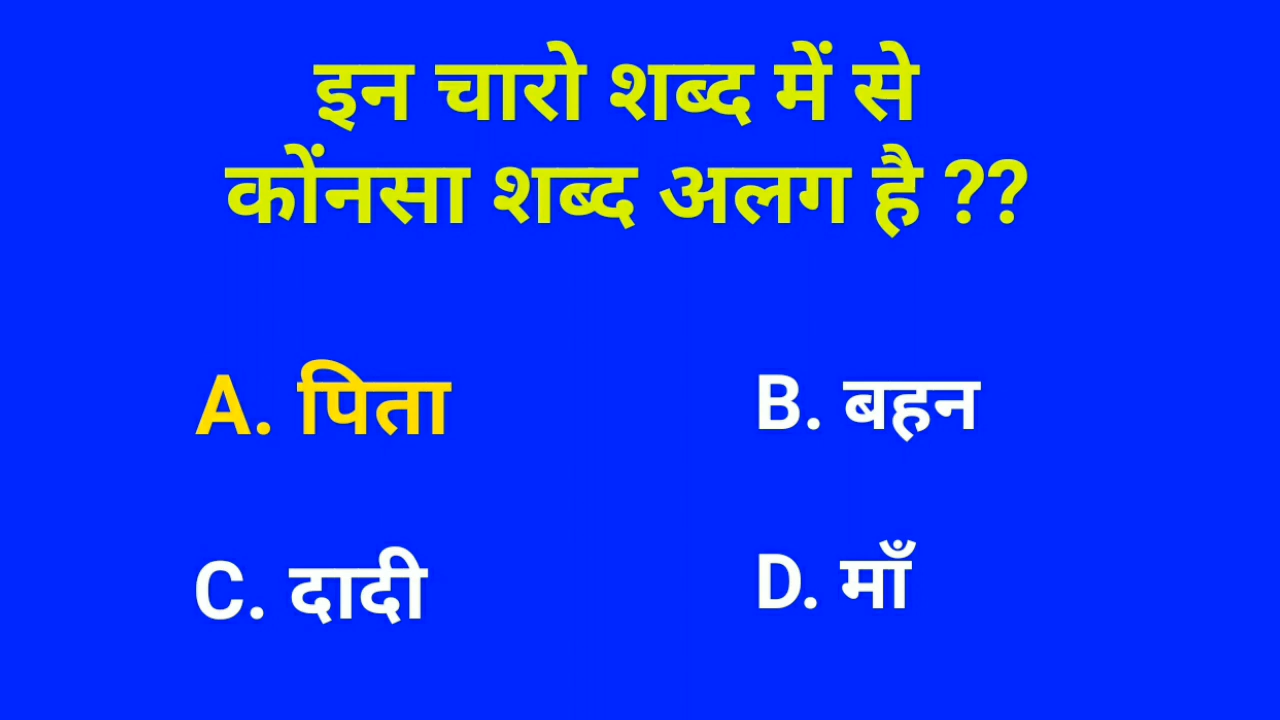 इन चारो शब्द में से
कोंनसा शब्द अलग है ??
A. पिता
B. बहन
C. दादी
D. माँ